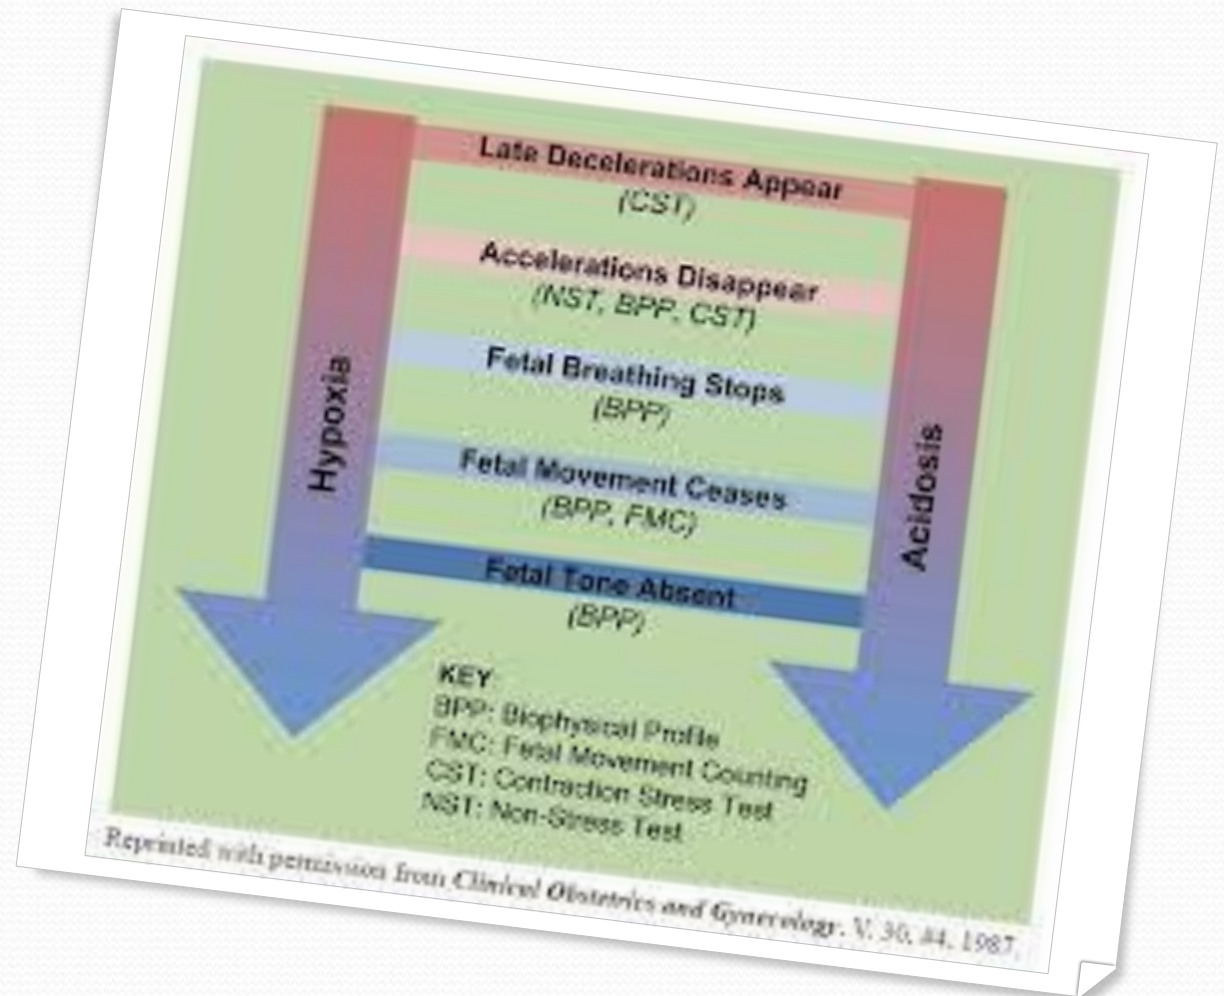 Late Decelerations Appear
(CST)
Accelerations Disappear
(NST, BPP, CST)
Fetal Breathing Stops
(BPP)
Fetal Movement Ceases
(BPP, FMC)
Fetal Tone Absent
(BPP)
Hypoxia
Acidosis
KEY:
BPP: Biophysical Profile
FMC: Fetal Movement Counting
CST: Contraction Stress Test
NST: Non-Stress Test
Reprinted with permission from Clinical Obstetrics and Gynecology. V. 30, #4, 1987,